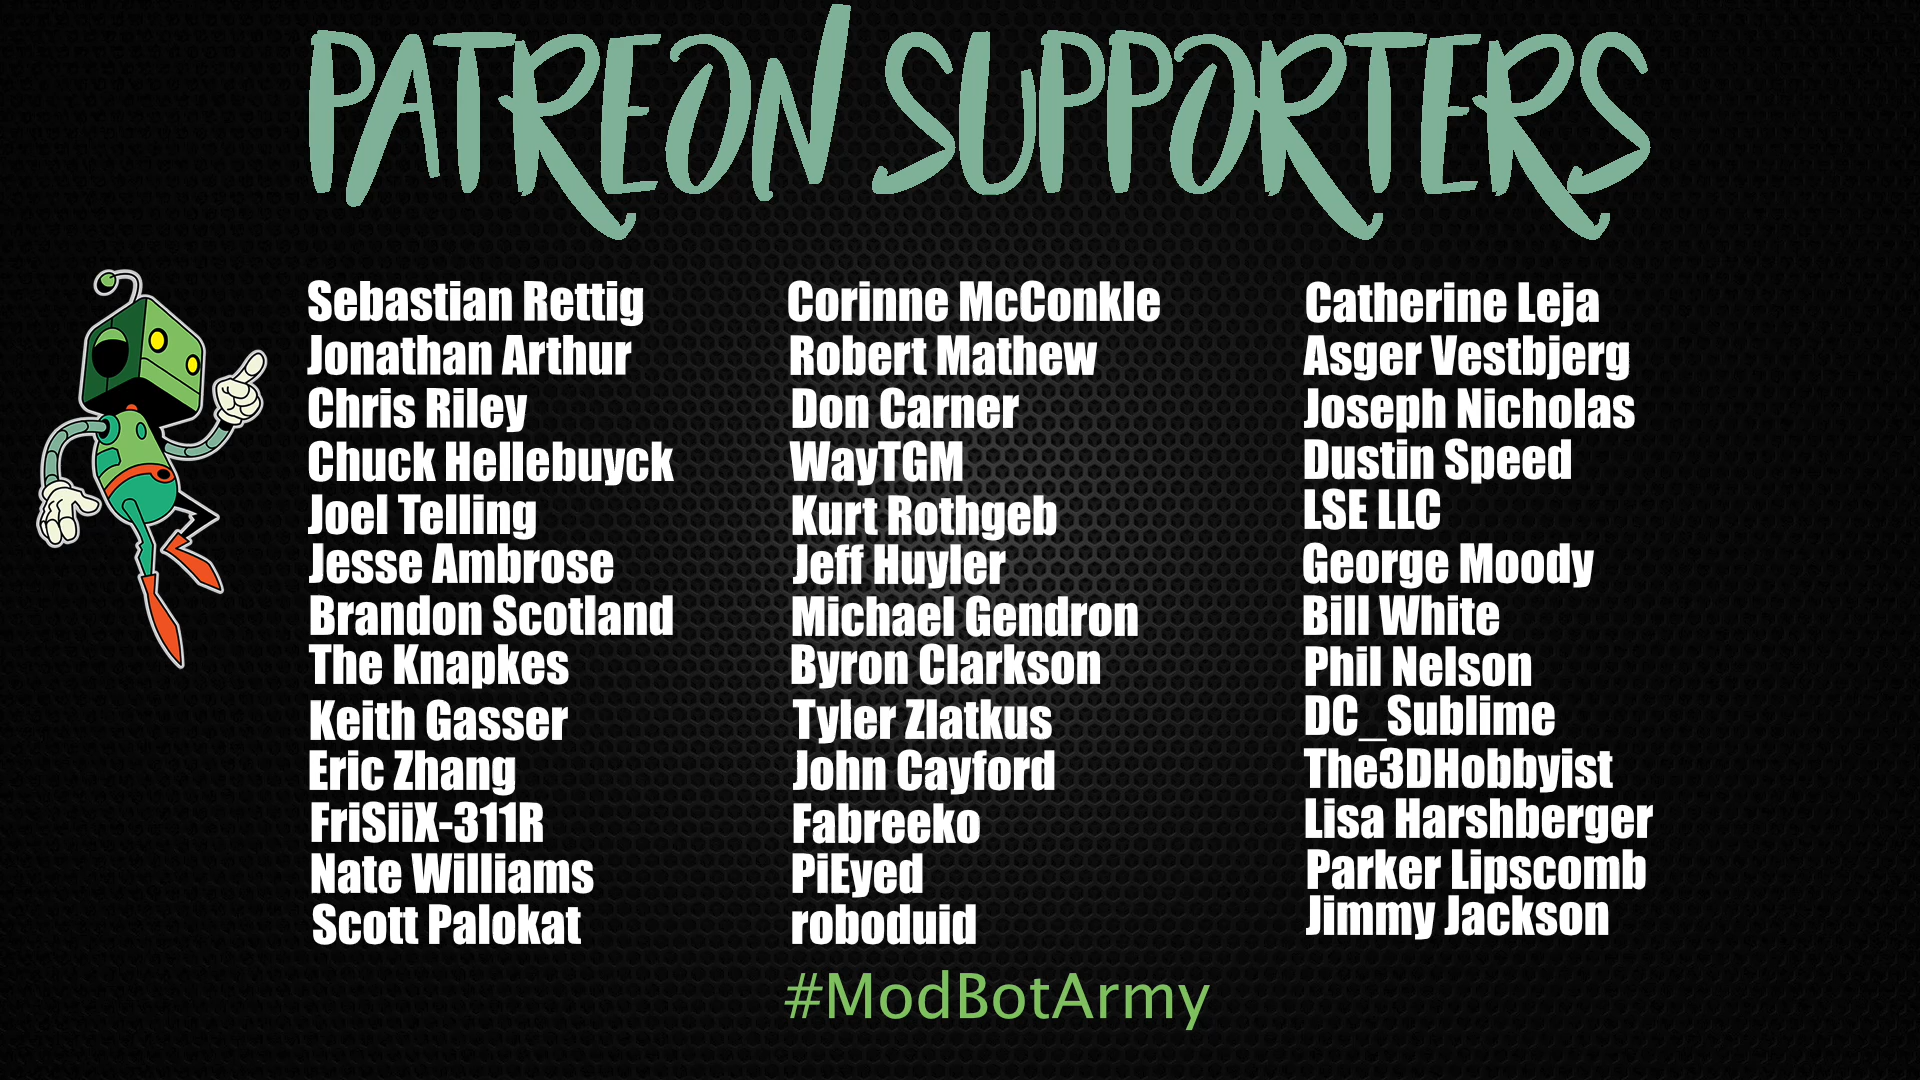 PATREON SUPPORTERS
Sebastian Rettig
Jonathan Arthur
Chris Riley
Chuck Hellebuyck
Joel Telling
Jesse Ambrose
Brandon Scotland
The Knapkes
Keith Gasser
Eric Zhang
FriSiiX-311R
Nate Williams
Scott Palokat
Corinne McConkle
Robert Mathew
Don Carner
WayTGM
Kurt Rothgeb
Jeff Huyler
Michael Gendron
Byron Clarkson
Tyler Zlatkus
John Cayford
Fabreeko
PiEyed
roboduid
Catherine Leja
Asger Vestbjerg
Joseph Nicholas
Dustin Speed
LSE LLC
George Moody
Bill White
Phil Nelson
DC_Sublime
The3DHobbyist
Lisa Harshberger
Parker Lipscomb
Jimmy Jackson
#ModBotArmy